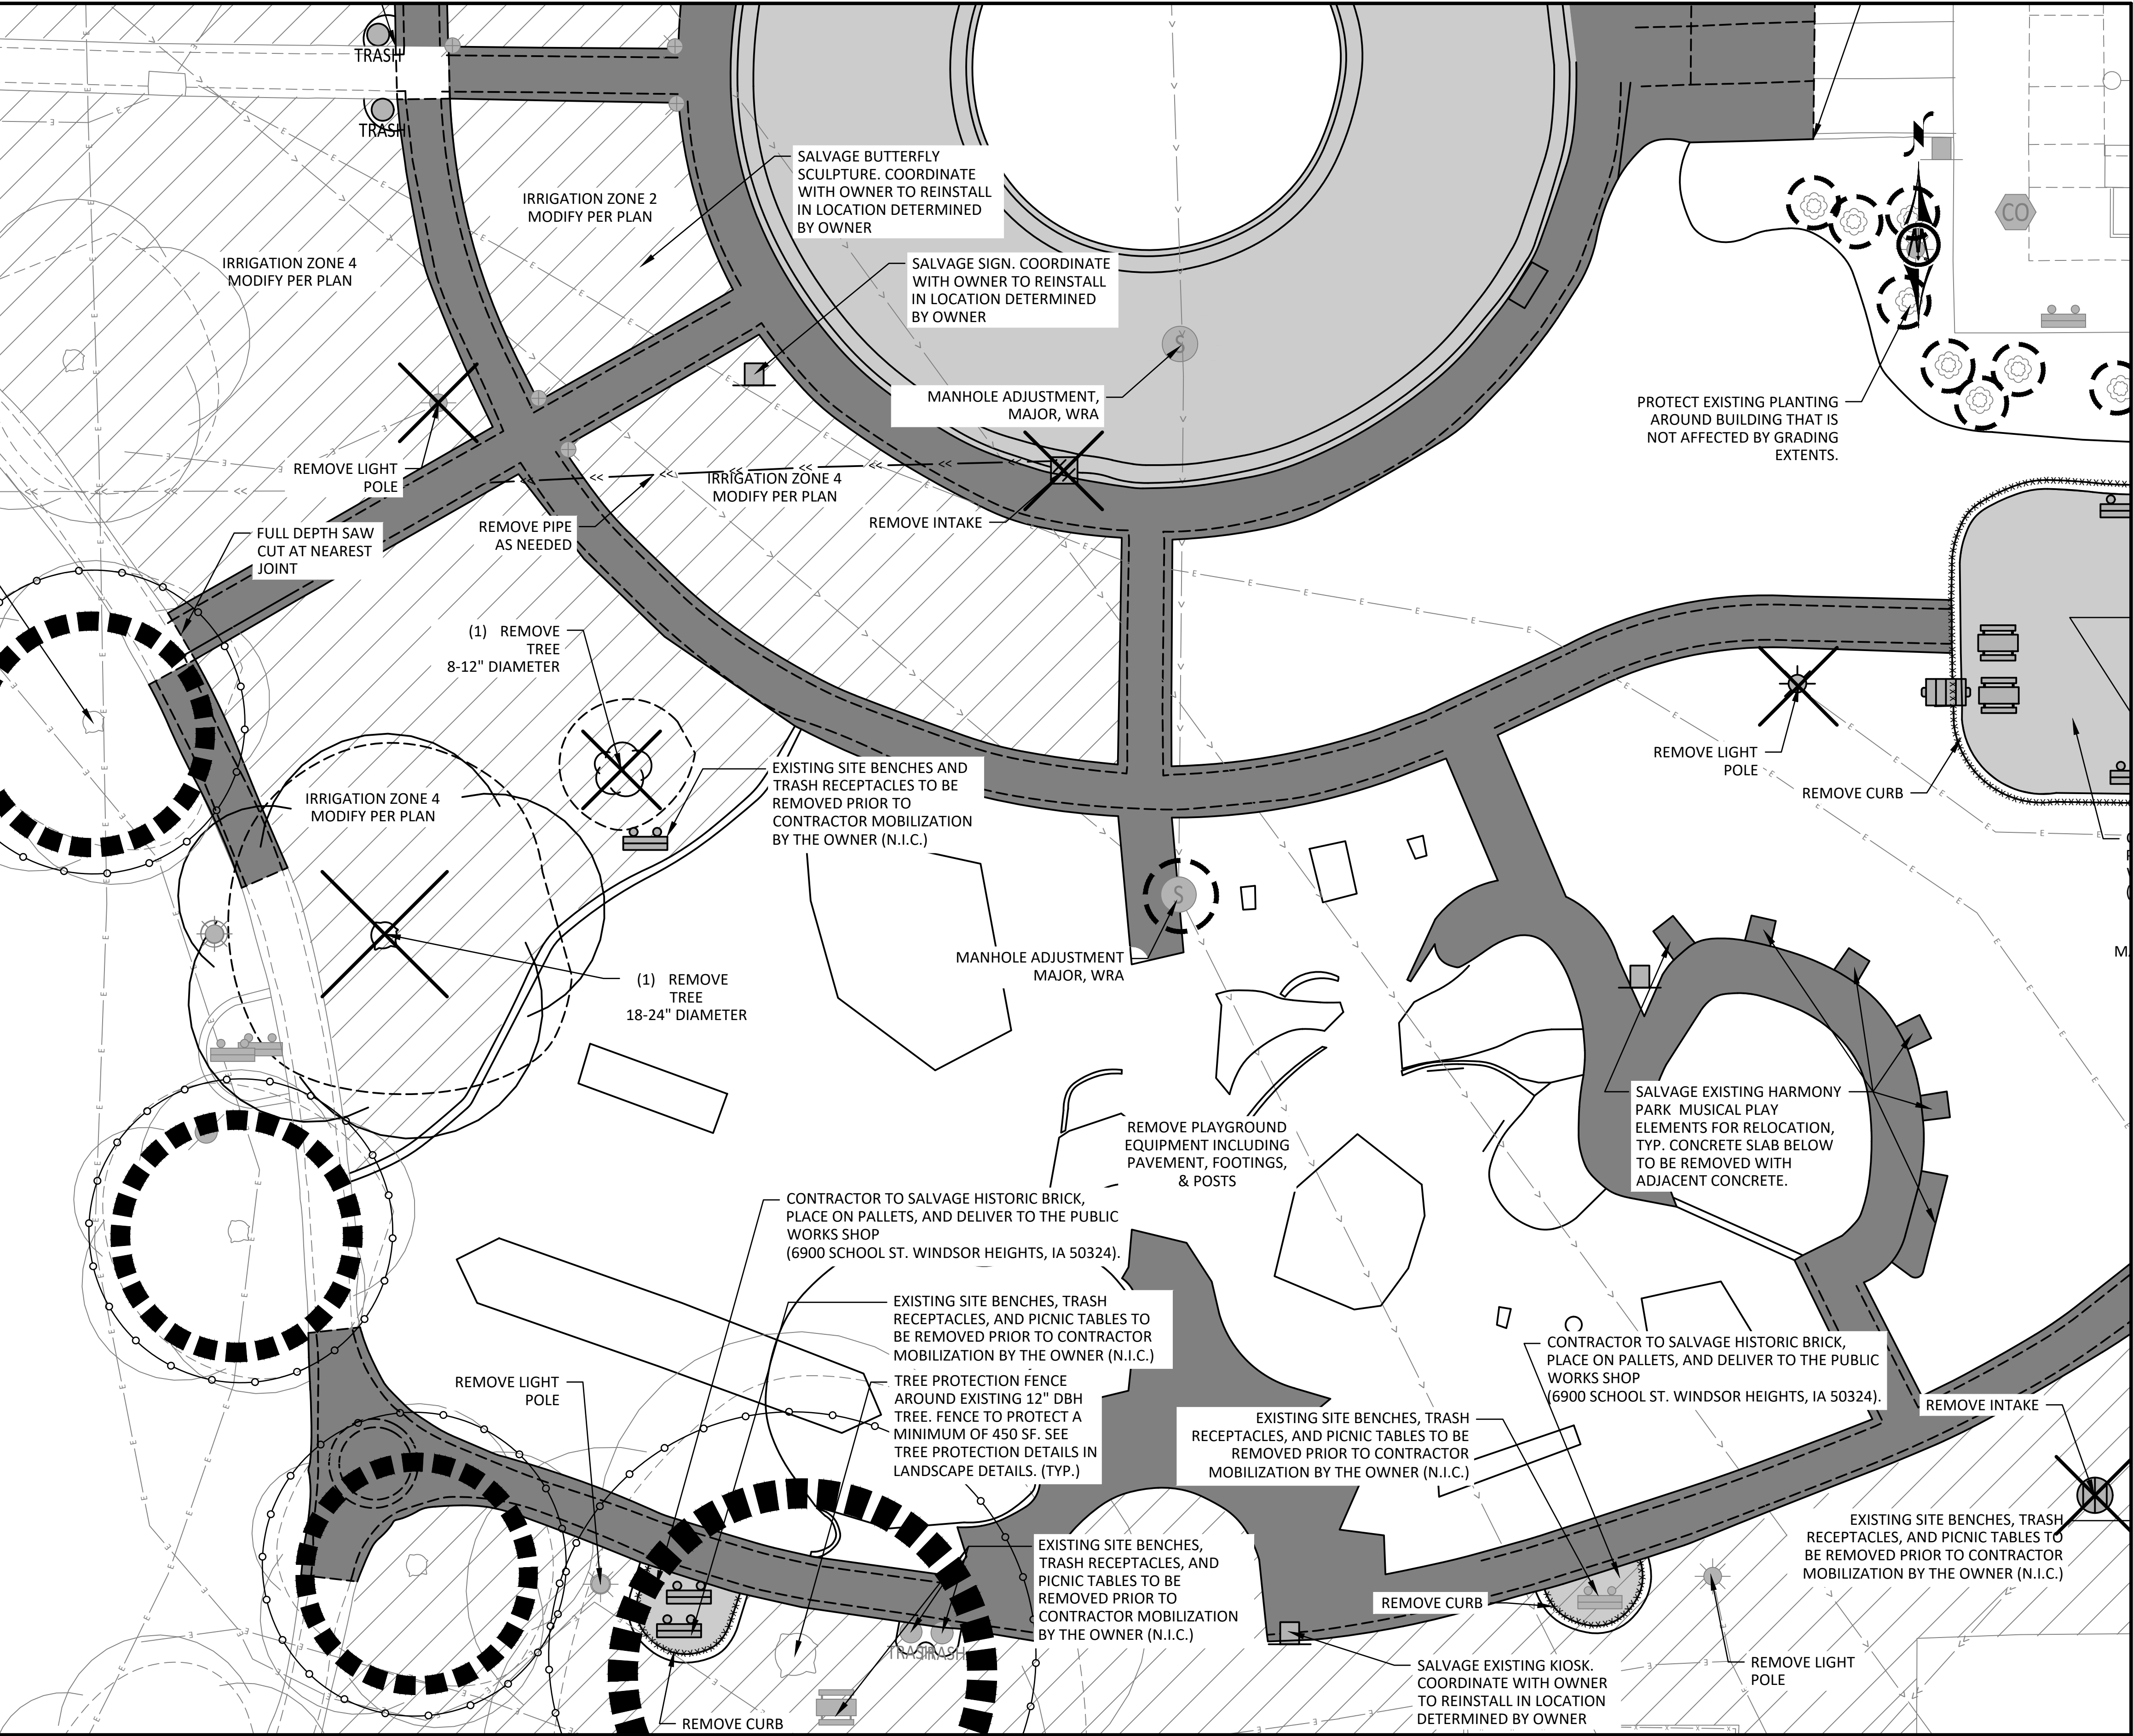 TRASH
TRASH
SALVAGE BUTTERFLY
SCULPTURE. COORDINATE
WITH OWNER TO REINSTALL
IN LOCATION DETERMINED
BY OWNER
IRRIGATION ZONE 2
MODIFY PER PLAN
IRRIGATION ZONE 4
MODIFY PER PLAN
SALVAGE SIGN. COORDINATE
WITH OWNER TO REINSTALL
IN LOCATION DETERMINED
BY OWNER
N
CO
S
MANHOLE ADJUSTMENT,
MAJOR, WRA
PROTECT EXISTING PLANTING
AROUND BUILDING THAT IS
NOT AFFECTED BY GRADING
EXTENTS.
REMOVE LIGHT
POLE
IRRIGATION ZONE 4
MODIFY PER PLAN
REMOVE PIPE
AS NEEDED
REMOVE INTAKE
FULL DEPTH SAW
CUT AT NEAREST
JOINT
(1) REMOVE
TREE
8-12" DIAMETER
REMOVE LIGHT
POLE
REMOVE CURB
EXISTING SITE BENCHES AND
TRASH RECEPTACLES TO BE
REMOVED PRIOR TO
CONTRACTOR MOBILIZATION
BY THE OWNER (N.I.C.)
IRRIGATION ZONE 4
MODIFY PER PLAN
S
MANHOLE ADJUSTMENT
MAJOR, WRA
(1) REMOVE
TREE
18-24" DIAMETER
SALVAGE EXISTING HARMONY
PARK MUSICAL PLAY
ELEMENTS FOR RELOCATION,
TYP. CONCRETE SLAB BELOW
TO BE REMOVED WITH
ADJACENT CONCRETE.
REMOVE PLAYGROUND
EQUIPMENT INCLUDING
PAVEMENT, FOOTINGS,
& POSTS
CONTRACTOR TO SALVAGE HISTORIC BRICK,
PLACE ON PALLETS, AND DELIVER TO THE PUBLIC
WORKS SHOP
(6900 SCHOOL ST. WINDSOR HEIGHTS, IA 50324).
EXISTING SITE BENCHES, TRASH
RECEPTACLES, AND PICNIC TABLES TO
BE REMOVED PRIOR TO CONTRACTOR
MOBILIZATION BY THE OWNER (N.I.C.)
CONTRACTOR TO SALVAGE HISTORIC BRICK,
PLACE ON PALLETS, AND DELIVER TO THE PUBLIC
WORKS SHOP
(6900 SCHOOL ST. WINDSOR HEIGHTS, IA 50324).
REMOVE LIGHT
POLE
TREE PROTECTION FENCE
AROUND EXISTING 12" DBH
TREE. FENCE TO PROTECT A
MINIMUM OF 450 SF. SEE
TREE PROTECTION DETAILS IN
LANDSCAPE DETAILS. (TYP.)
EXISTING SITE BENCHES, TRASH
RECEPTACLES, AND PICNIC TABLES TO BE
REMOVED PRIOR TO CONTRACTOR
MOBILIZATION BY THE OWNER (N.I.C.)
REMOVE INTAKE
EXISTING SITE BENCHES, TRASH
RECEPTACLES, AND PICNIC TABLES TO
BE REMOVED PRIOR TO CONTRACTOR
MOBILIZATION BY THE OWNER (N.I.C.)
EXISTING SITE BENCHES,
TRASH RECEPTACLES, AND
PICNIC TABLES TO BE
REMOVED PRIOR TO
CONTRACTOR MOBILIZATION
BY THE OWNER (N.I.C.)
REMOVE CURB
TRASH
TRASH
SALVAGE EXISTING KIOSK.
COORDINATE WITH OWNER
TO REINSTALL IN LOCATION
DETERMINED BY OWNER
REMOVE LIGHT
POLE
REMOVE CURB